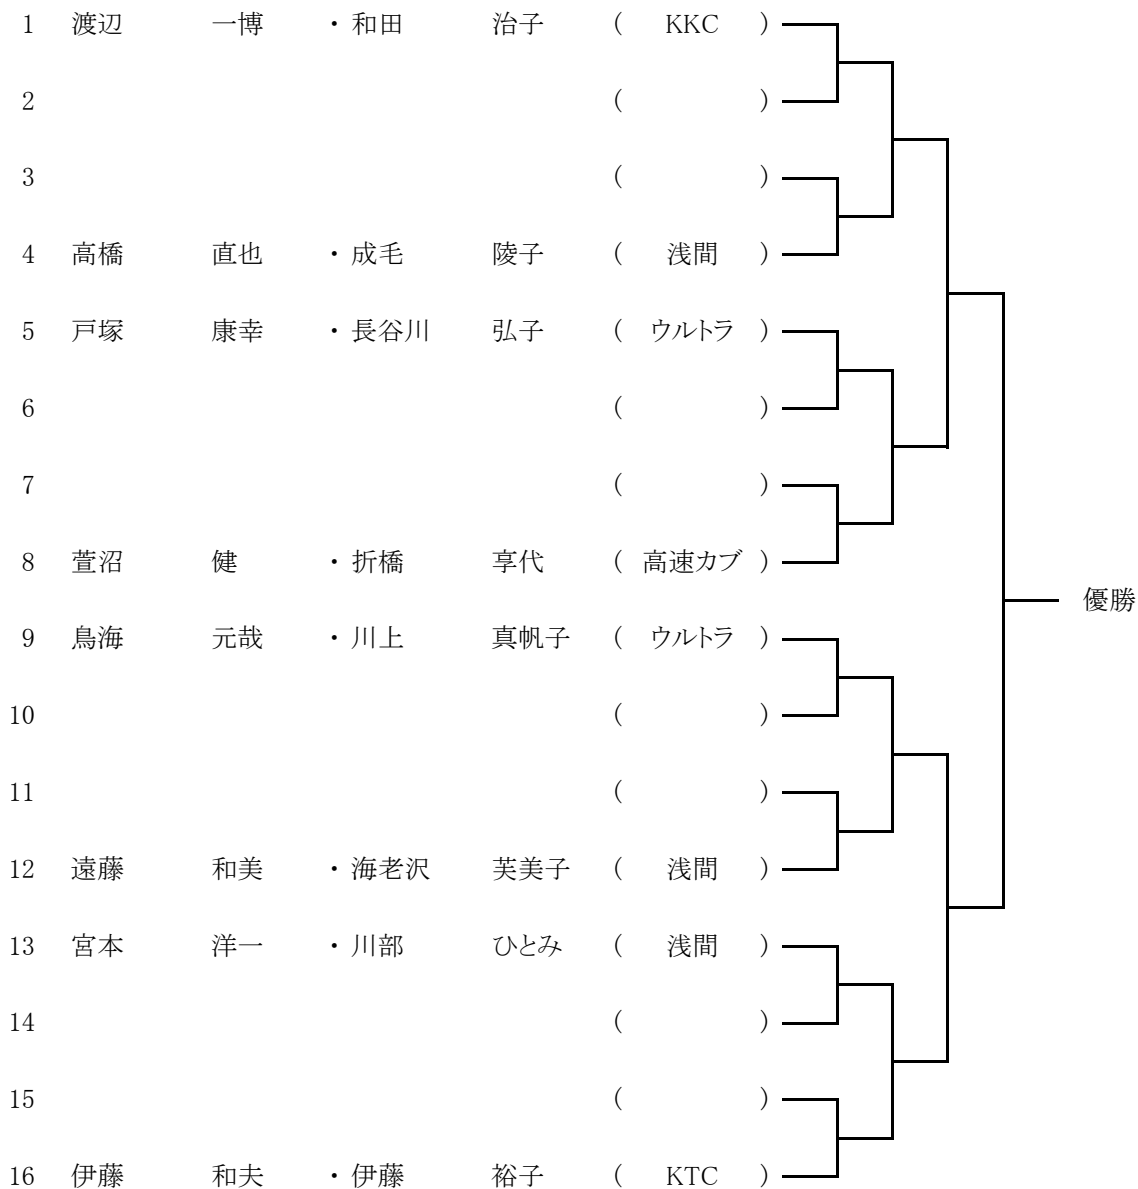 1 渡辺 一博 ・ 和田 治子 ( KKC )
2 ( )
3 ( )
4 高橋 直也 ・ 成毛 陵子 ( 浅間 )
5 戸塚 康幸 ・ 長谷川 弘子 ( ウルトラ )
6 ( )
7 ( )
8 萱沼 健 ・ 折橋 享代 ( 高速カブ )
優勝
9 鳥海 元哉 ・ 川上 真帆子 ( ウルトラ )
10 ( )
11 ( )
12 遠藤 和美 ・ 海老沢 芙美子 ( 浅間 )
13 宮本 洋一 ・ 川部 ひとみ ( 浅間 )
14 ( )
15 ( )
16 伊藤 和夫 ・ 伊藤 裕子 ( KTC )